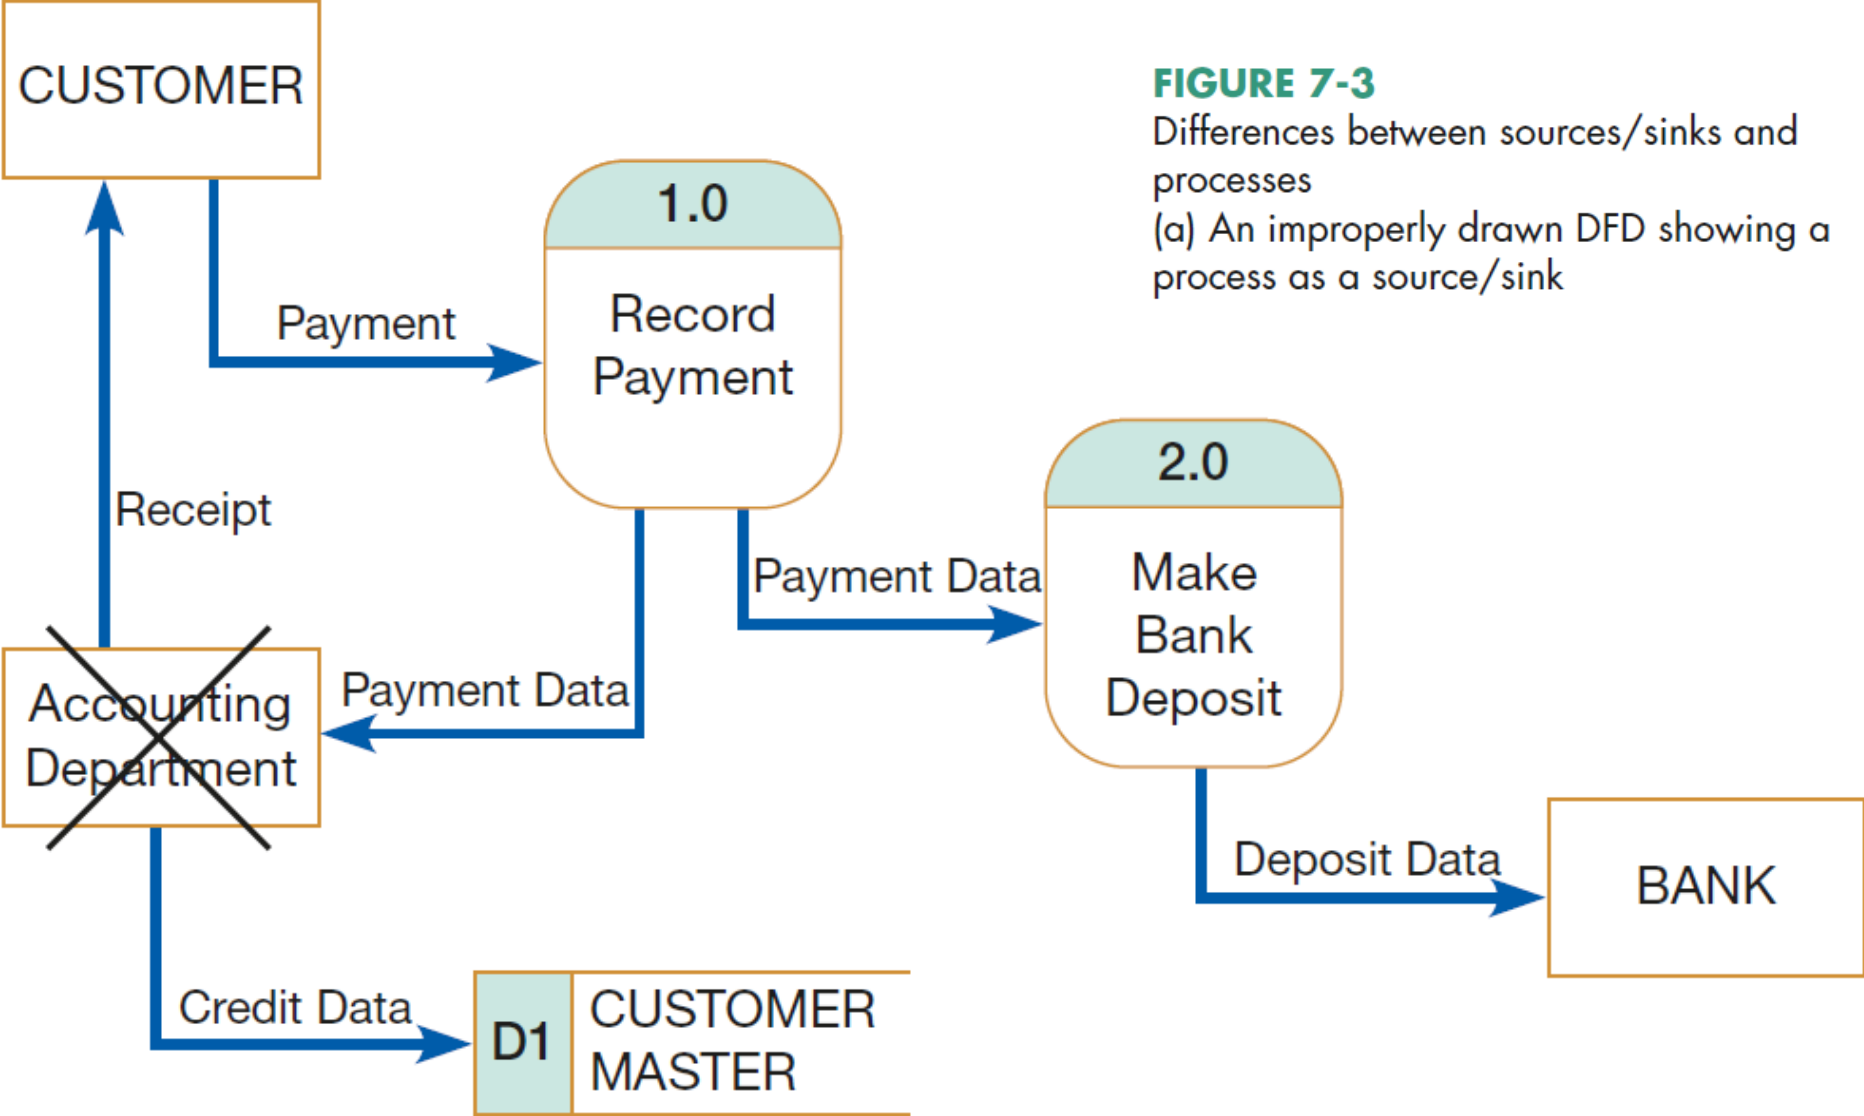 CUSTOMER
FIGURE 7-3
Differences between sources/sinks and
processes
(a) An improperly drawn DFD showing a
process as a source/sink
1.0
Record
Payment
Payment
Receipt
2.0
Make
Bank
Deposit
Payment Data
Payment Data
Accounting
Department
Deposit Data
BANK
Credit Data
D1
CUSTOMER
MASTER